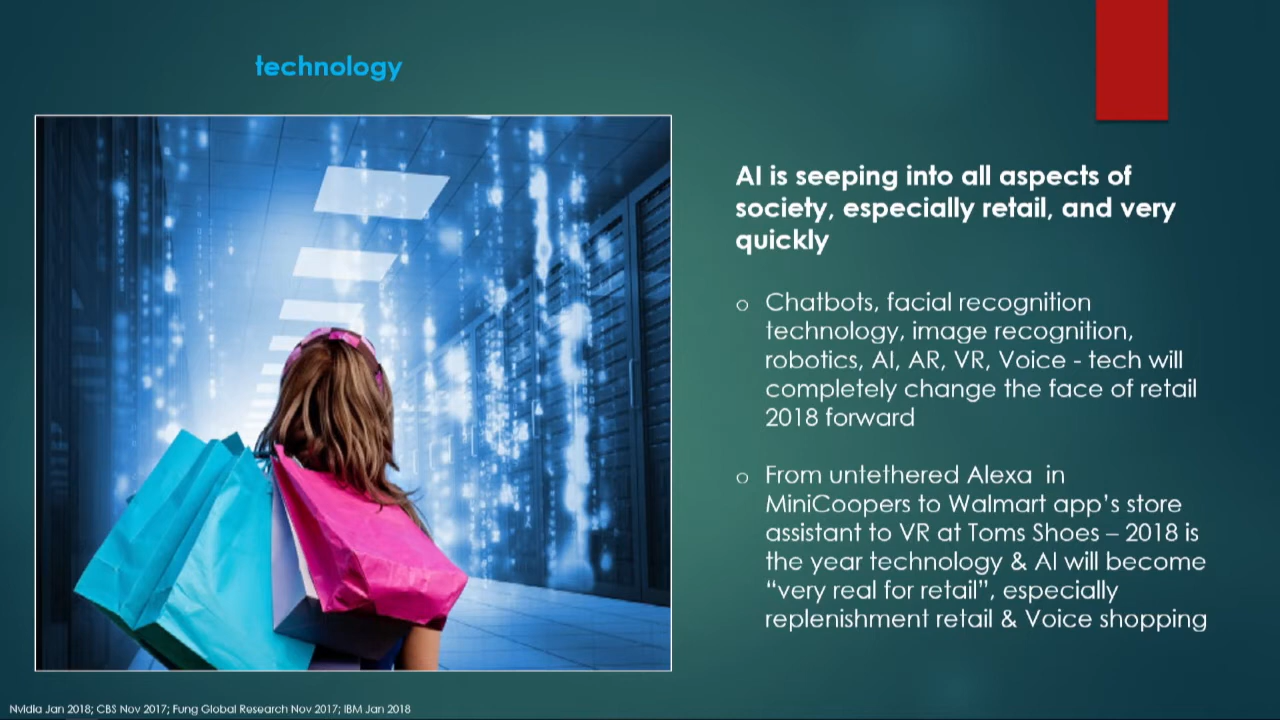 technology
AI is seeping into all aspects of
society, especially retail, and very
quickly
o Chatbots, facial recognition
technology, image recognition,
robotics, AI, AR, VR, Voice - tech will
completely change the face of retail
2018 forward
o From untethered Alexa in
MiniCoopers to Walmart app’s store
assistant to VR at Toms Shoes – 2018 is
the year technology & AI will become
“very real for retail”, especially
replenishment retail & Voice shopping
Nvidia Jan 2018; CBS Nov 2017; Fung Global Research Nov 2017; IBM Jan 2018